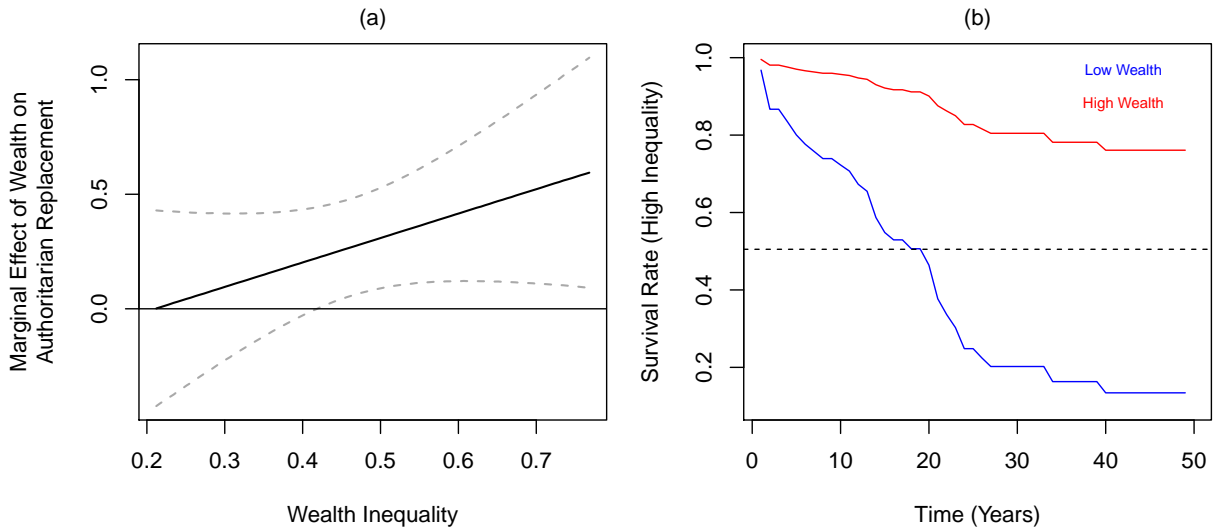 (a)
Marginal Effect of Wealth on
Authoritarian Replacement
1.0
0.5
0.0
0.2 0.3 0.4 0.5 0.6 0.7
Wealth Inequality
(b)
Survival Rate (High Inequality)
1.0
0.8
0.6
0.4
0.2
Low Wealth
High Wealth
0 10 20 30 40 50
Time (Years)